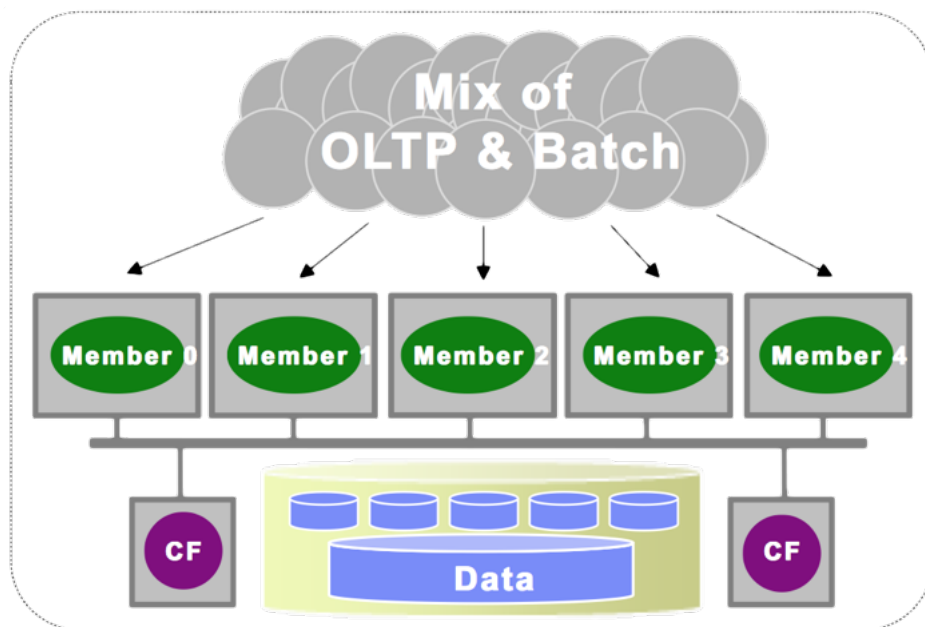 Mix of
OLTP & Batch
Member 0
Member 1
Member 2
Member 3
Member 4
CF
Data
CF